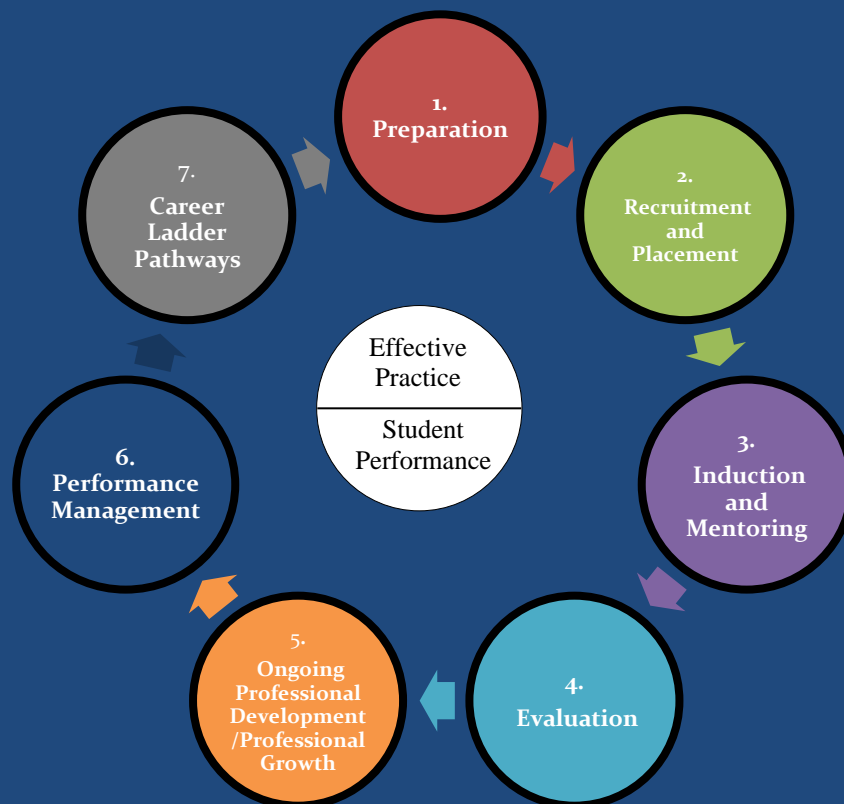 1.
Preparation
2.
Recruitment
and
Placement
3.
Induction
and
Mentoring
4.
Evaluation
5.
Ongoing
Professional
Development
/Professional
Growth
6.
Performance
Management
7.
Career
Ladder
Pathways
Effective
Practice
Student
Performance